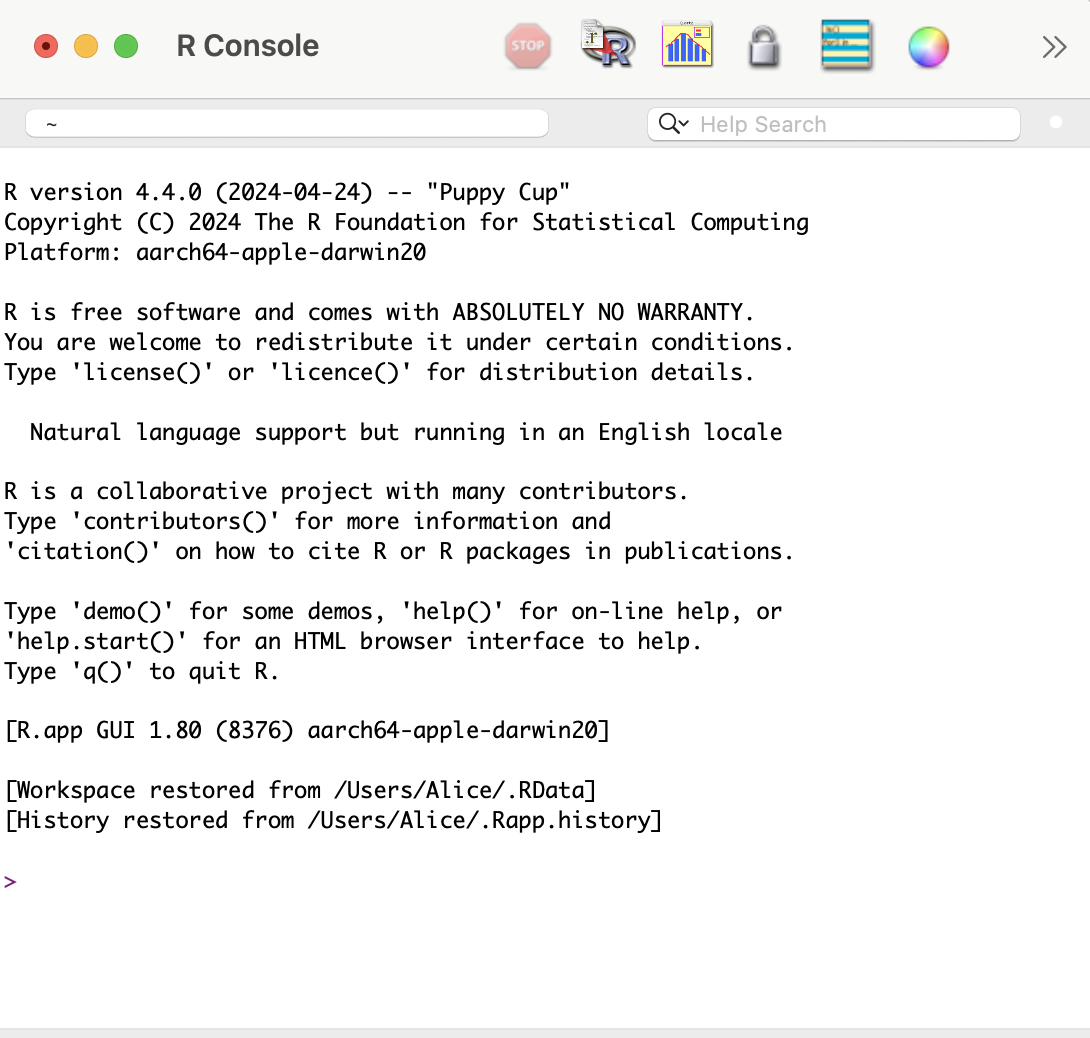 R Console
STOP
~
Help Search
R version 4.4.0 (2024-04-24) -- "Puppy Cup"
Copyright (C) 2024 The R Foundation for Statistical Computing
Platform: aarch64-apple-darwin20
R is free software and comes with ABSOLUTELY NO WARRANTY.
You are welcome to redistribute it under certain conditions.
Type 'license()' or 'licence()' for distribution details.
Natural language support but running in an English locale
R is a collaborative project with many contributors.
Type 'contributors()' for more information and
'citation()' on how to cite R or R packages in publications.
Type 'demo()' for some demos, 'help()' for on-line help, or
'help.start()' for an HTML browser interface to help.
Type 'q()' to quit R.
[R.app GUI 1.80 (8376) aarch64-apple-darwin20]
[Workspace restored from /Users/Alice/.RData]
[History restored from /Users/Alice/.Rapp.history]
>